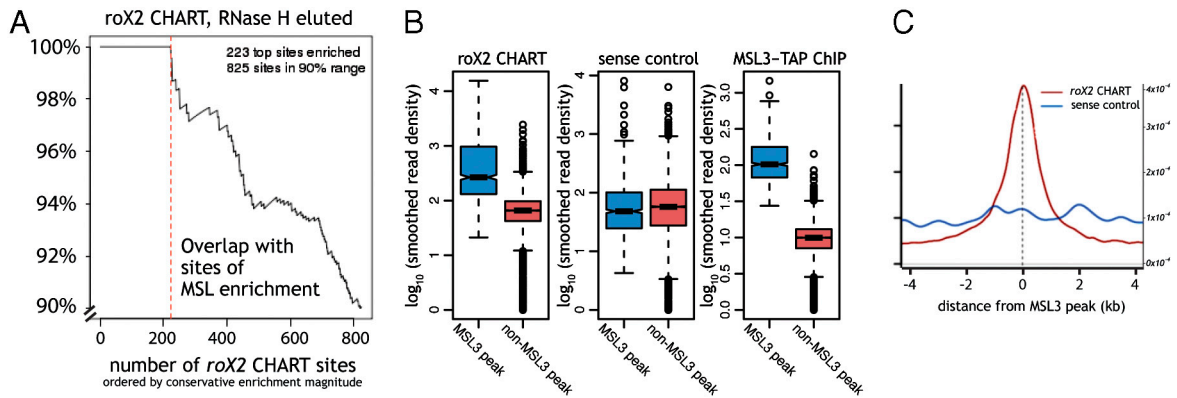 A
roX2 CHART, RNase H eluted
223 top sites enriched
825 sites in 90% range
100%
98%
96%
94%
92%
90%
Overlap with
sites of
MSL enrichment
0
200
400
600
800
number of roX2 CHART sites
ordered by conservative enrichment magnitude
B
roX2 CHART
log10 (smoothed read density)
4
3
2
1
0
MSL3 peak
non-MSL3 peak
sense control
log10 (smoothed read density)
4
3
2
1
0
MSL3 peak
non-MSL3 peak
MSL3-TAP ChIP
log10 (smoothed read density)
3.0
2.5
2.0
1.5
1.0
0.5
0.0
MSL3 peak
non-MSL3 peak
C
roX2 CHART
sense control
4x10⁻⁴
3x10⁻⁴
2x10⁻⁴
1x10⁻⁴
0x10⁻⁴
-4
-2
0
2
4
distance from MSL3 peak (kb)